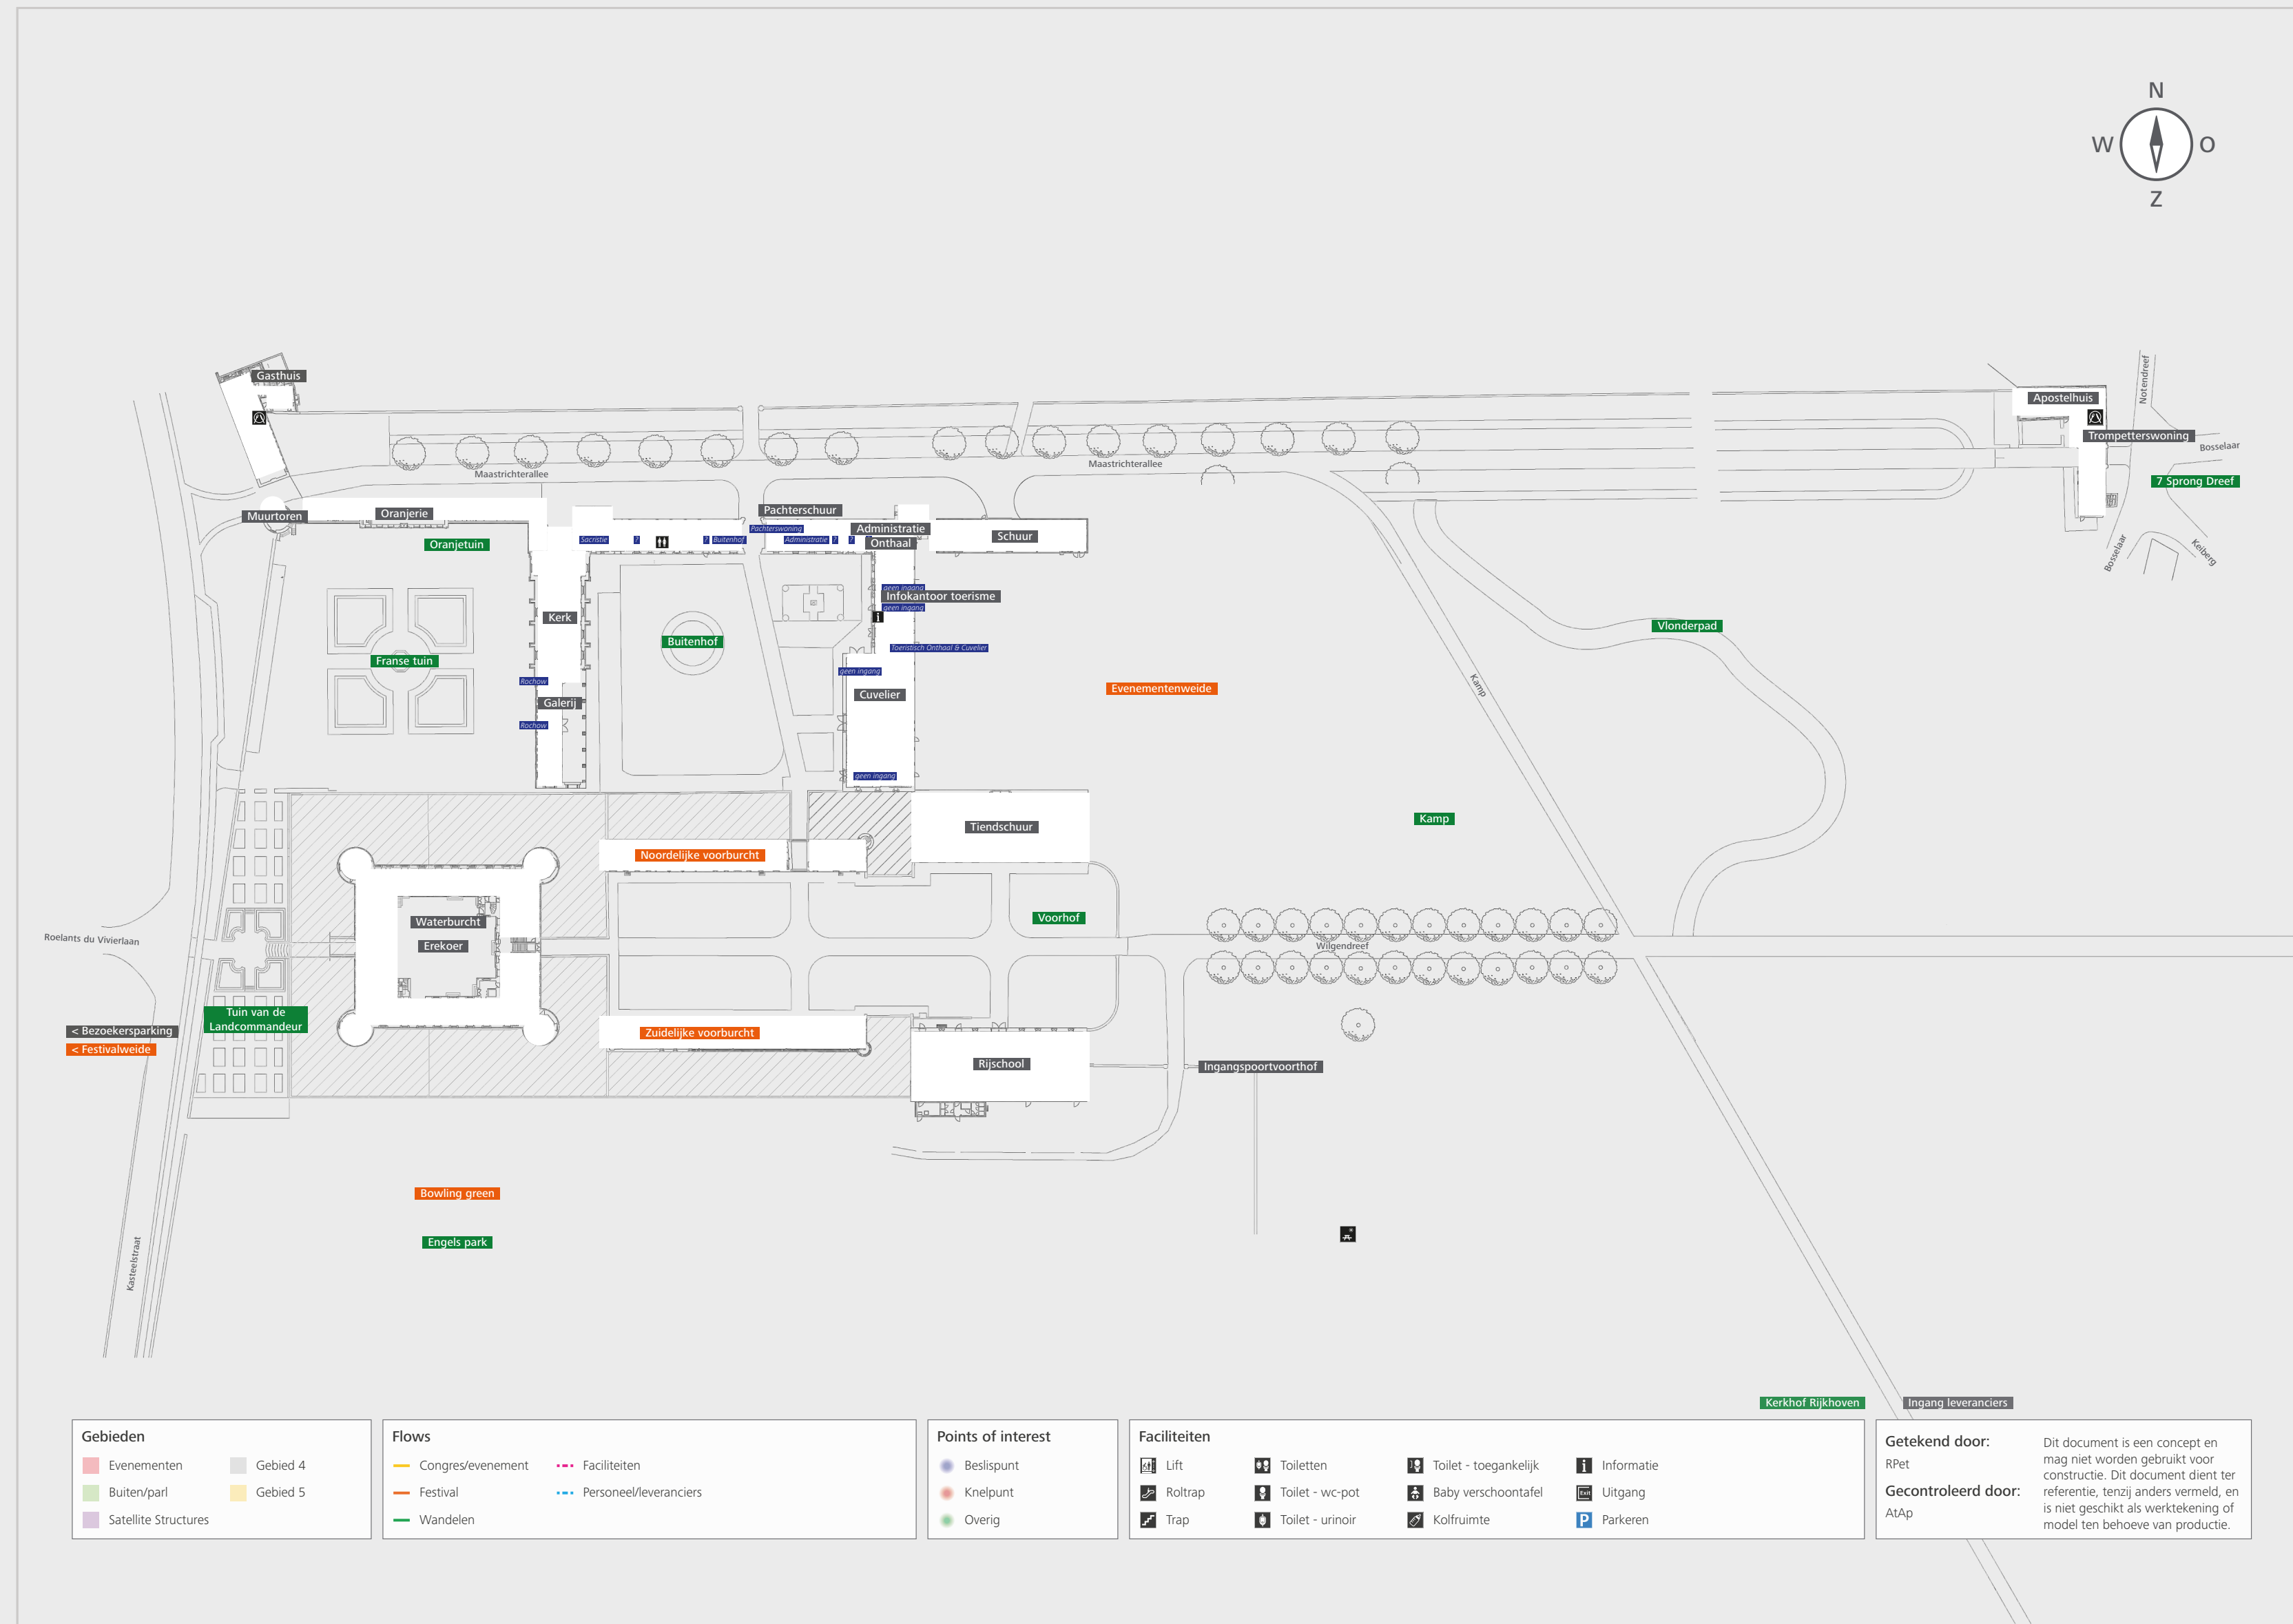 N
W
O
Z
Gasthuis
Notendreef
Apostelhuis
Trompetterswoning
Bosselaar
Maastrichterallee
Maastrichterallee
7 Sprong Dreef
Muurtoren
Oranjerie
Pachterschuur
Pachterswoning
Administratie
Schuur
Oranjetuin
Sacristie
?
?
Buitenhof
Administratie
?
?
Onthaal
Bosselaar
Kelberg
geen ingang
Infokantoor toerisme
geen ingang
Kerk
Vlonderpad
Buitenhof
Toeristisch Onthaal & Cuvelier
Franse tuin
geen ingang
Rochow
Kamp
Evenementenweide
Cuvelier
Galerij
Rochow
geen ingang
Kamp
Tiendschuur
Noordelijke voorburcht
Voorhof
Waterburcht
Roelants du Vivierlaan
Erekoer
Wilgendreef
Tuin van de
Landcommandeur
< Bezoekersparking
Zuidelijke voorburcht
< Festivalweide
Rijschool
Ingangspoortvoorthof
Bowling green
Engels park
Kasteelstraat
Kerkhof Rijkhoven
Ingang leveranciers
Gebieden
Evenementen
Buiten/parl
Satellite Structures
Gebied 4
Gebied 5
Flows
Congres/evenement
Festival
Wandelen
Faciliteiten
Personeel/leveranciers
Points of interest
Beslispunt
Knelpunt
Overig
Faciliteiten
Lift
Roltrap
Trap
Toiletten
Toilet - wc-pot
Toilet - urinoir
Toilet - toegankelijk
Baby verschoontafel
Kolfruimte
Informatie
Exit
Uitgang
P
Parkeren
Getekend door:
RPet
Gecontroleerd door:
AtAp
Dit document is een concept en
mag niet worden gebruikt voor
constructie. Dit document dient ter
referentie, tenzij anders vermeld, en
is niet geschikt als werktekening of
model ten behoeve van productie.